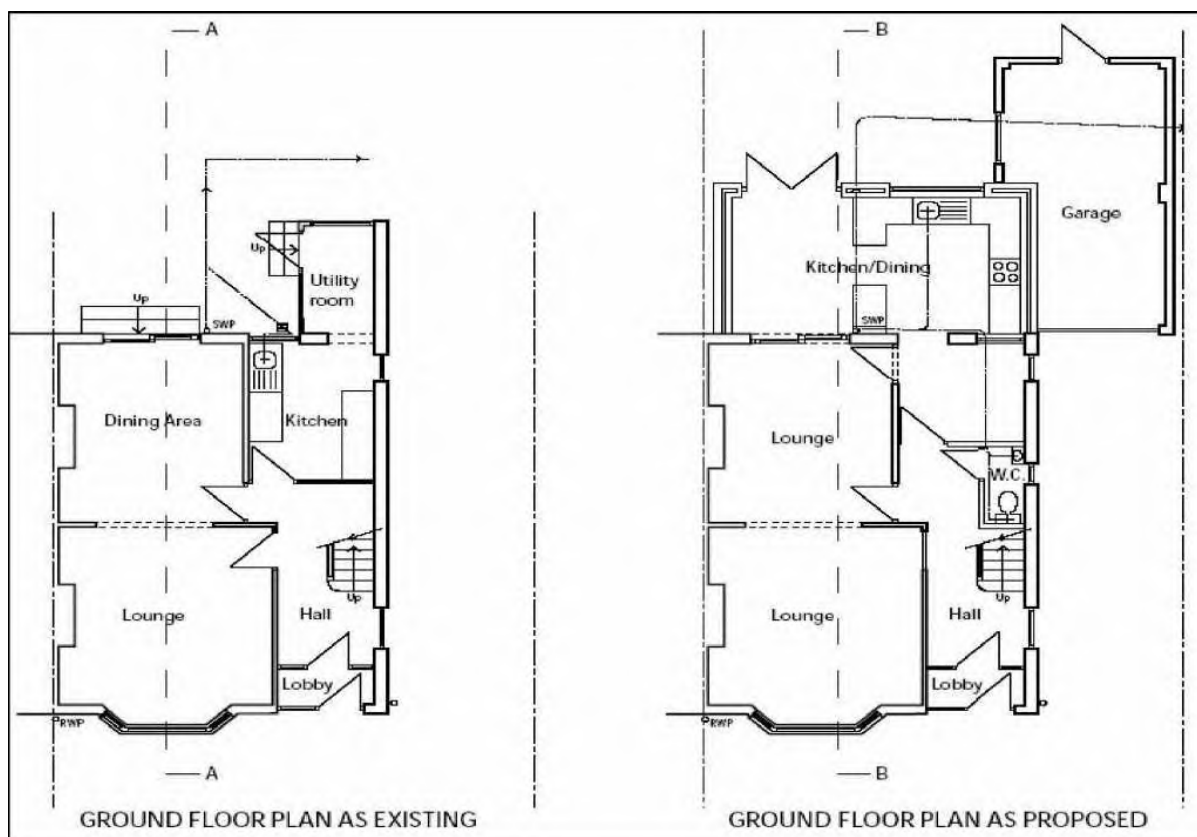 A
Up
Utility
room
Up
SWP
Dining Area
Kitchen
Lounge
Up
Hall
Lobby
RWP
A
GROUND FLOOR PLAN AS EXISTING
B
Garage
Kitchen/Dining
SWP
Lounge
W.C.
Lounge
Up
Hall
Lobby
RWP
B
GROUND FLOOR PLAN AS PROPOSED